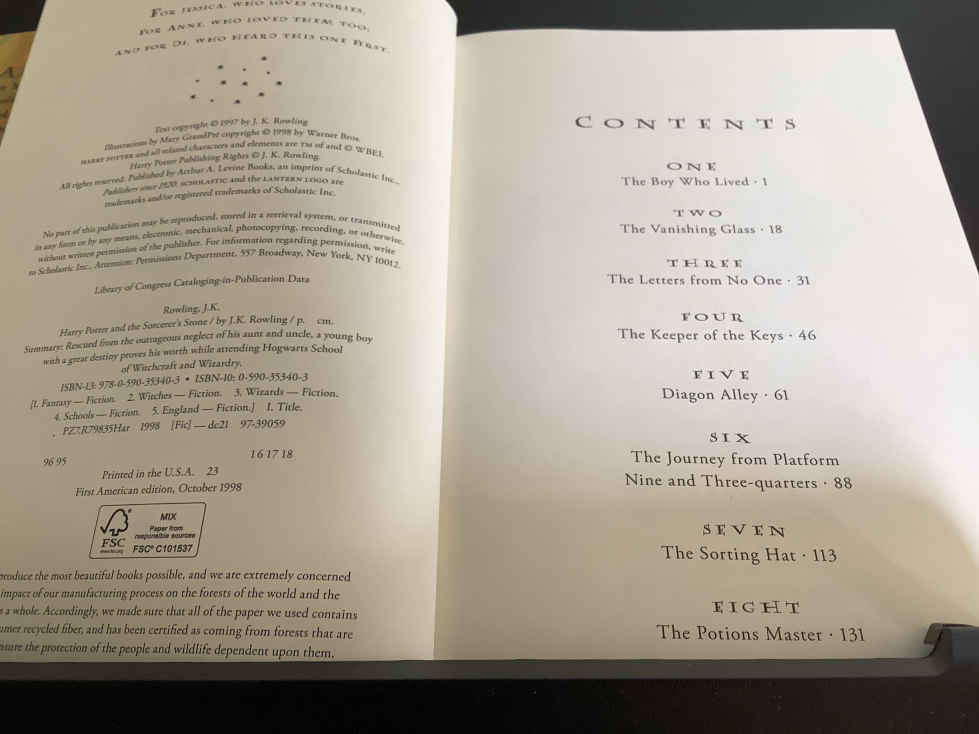 FOR JESSICA, WHO LOVES STORIES,
FOR ANNE, WHO LOVED THEM TOO;
AND FOR DI, WHO HEARD THIS ONE FIRST.
Text copyright © 1997 by J. K. Rowling
Illustrations by Mary GrandPré copyright © 1998 by Warner Bros.
HARRY POTTER and all related characters and elements are TM of and © WBEI.
Harry Potter Publishing Rights © J. K. Rowling.
All rights reserved. Published by Arthur A. Levine Books, an imprint of Scholastic Inc.,
Publishers since 1920. SCHOLASTIC and the LANTERN LOGO are
trademarks and/or registered trademarks of Scholastic Inc.
No part of this publication may be reproduced, stored in a retrieval system, or transmitted
in any form or by any means, electronic, mechanical, photocopying, recording, or otherwise,
without written permission of the publisher. For information regarding permission, write
to Scholastic Inc., Attention: Permissions Department, 557 Broadway, New York, NY 10012.
Library of Congress Cataloging-in-Publication Data
Rowling, J.K.
Harry Potter and the Sorcerer's Stone / by J.K. Rowling / p. cm.
Summary: Rescued from the outrageous neglect of his aunt and uncle, a young boy
with a great destiny proves his worth while attending Hogwarts School
of Witchcraft and Wizardry.
ISBN-13: 978-0-590-35340-3 • ISBN-10: 0-590-35340-3
[1. Fantasy — Fiction. 2. Witches — Fiction. 3. Wizards — Fiction.
4. Schools — Fiction. 5. England — Fiction.] I. Title.
PZ7.R79835Har 1998 [Fic] — dc21 97-39059
96 95 16 17 18
Printed in the U.S.A. 23
First American edition, October 1998
MIX
Paper from
responsible sources
FSC
www.fsc.org
FSC® C101537
produce the most beautiful books possible, and we are extremely concerned
impact of our manufacturing process on the forests of the world and the
s a whole. Accordingly, we made sure that all of the paper we used contains
recycled fiber, and has been certified as coming from forests that are
the protection of the people and wildlife dependent upon them.
CONTENTS
ONE
The Boy Who Lived · 1
TWO
The Vanishing Glass · 18
THREE
The Letters from No One · 31
FOUR
The Keeper of the Keys · 46
FIVE
Diagon Alley · 61
SIX
The Journey from Platform
Nine and Three-quarters · 88
SEVEN
The Sorting Hat · 113
EIGHT
The Potions Master · 131